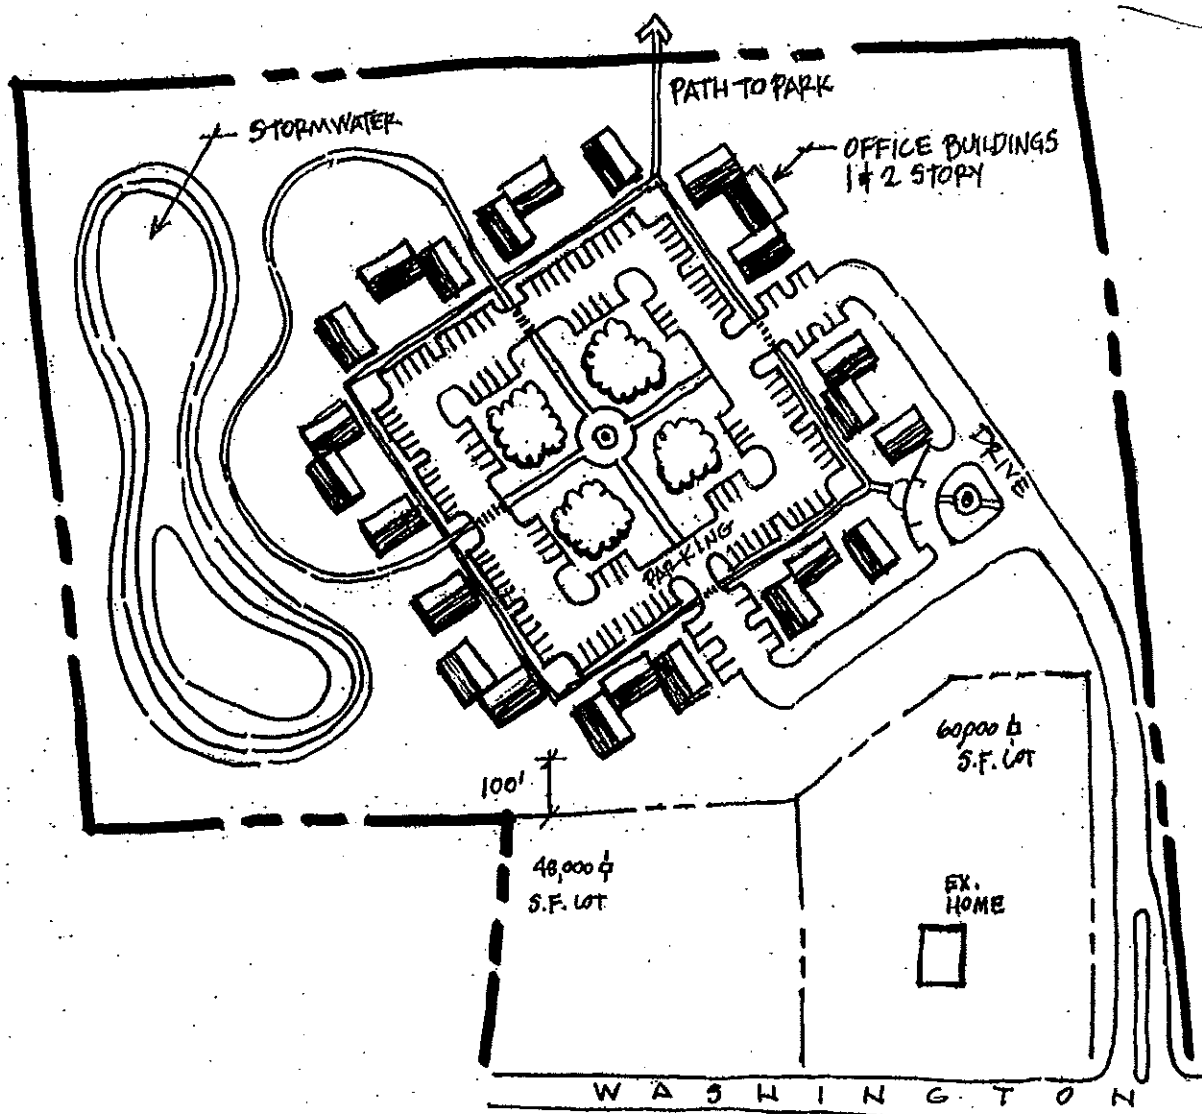 PATH TO PARK
STORMWATER
OFFICE BUILDINGS
1 & 2 STORY
DRIVE
PARKING
60,000 ⏍
S.F. LOT
100'
48,000 ⏍
S.F. LOT
EX.
HOME
WASHINGTON